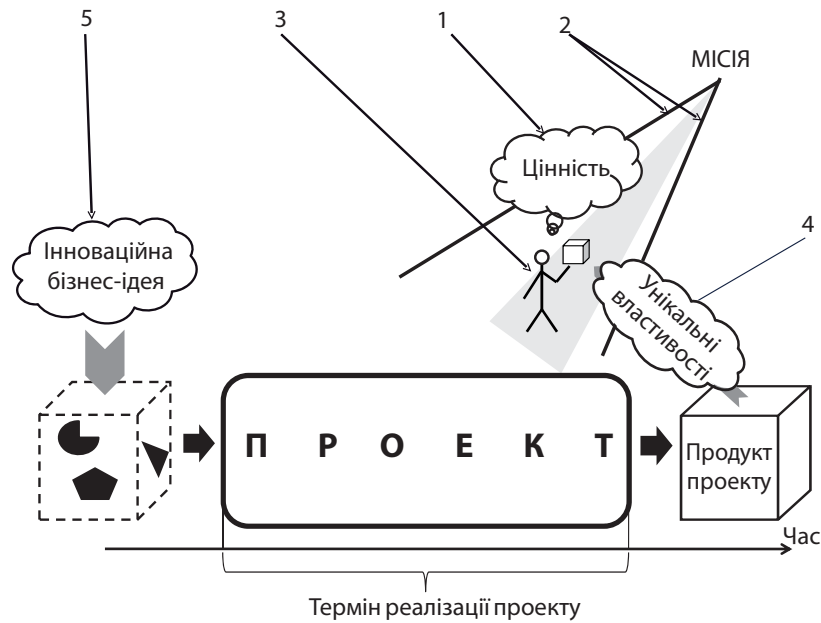 5
3
1
2
МІСІЯ
Цінність
4
Інноваційна
бізнес-ідея
Унікальні
властивості
П Р О Е К Т
Продукт
проекту
Час
Термін реалізації проекту